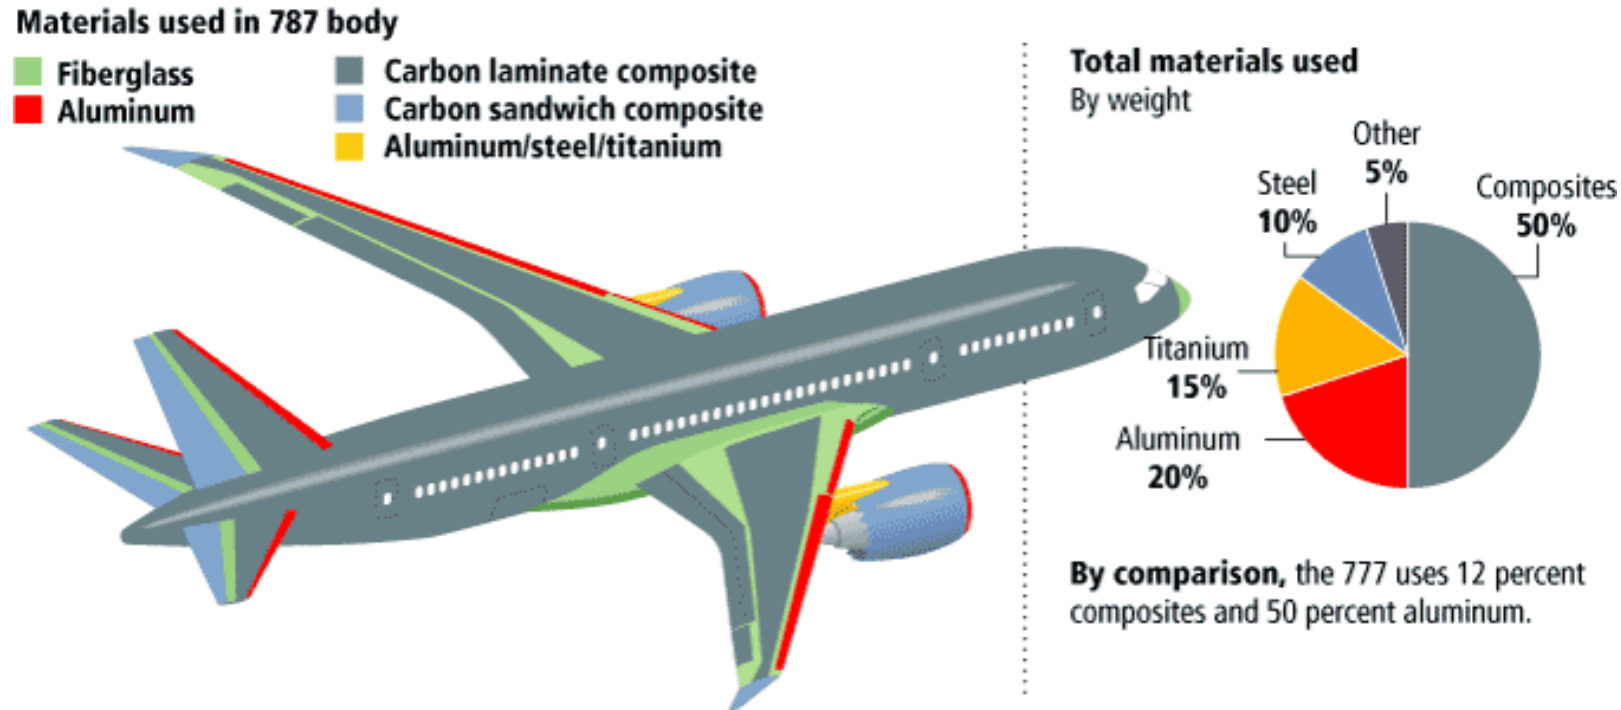 Materials used in 787 body
Fiberglass
Aluminum
Carbon laminate composite
Carbon sandwich composite
Aluminum/steel/titanium
Total materials used
By weight
Other
5%
Steel
10%
Composites
50%
Titanium
15%
Aluminum
20%
By comparison, the 777 uses 12 percent
composites and 50 percent aluminum.